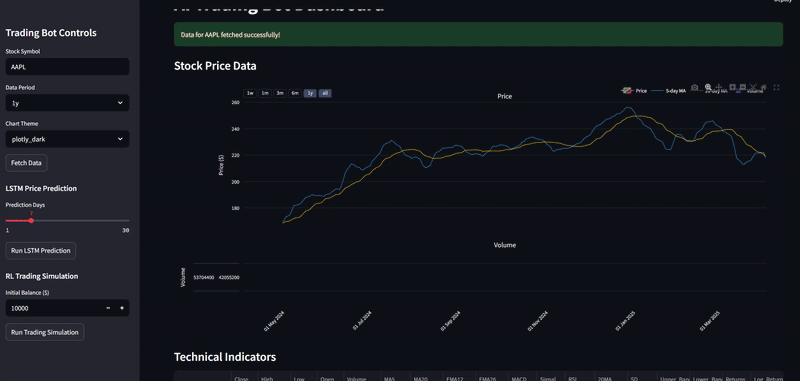 Deploy
AI Trading Bot Dashboard
Trading Bot Controls
Stock Symbol
AAPL
Data Period
1y
Chart Theme
plotly_dark
Fetch Data
LSTM Price Prediction
Prediction Days
7
1 30
Run LSTM Prediction
RL Trading Simulation
Initial Balance ($)
10000
Run Trading Simulation
Data for AAPL fetched successfully!
Stock Price Data
1w 1m 3m 6m 1y all
Price 5-day MA Volume
Price
260
240
220
200
180
Price ($)
Volume
Volume
53704400 42055200
01 May 2024
01 Jul 2024
01 Sep 2024
01 Nov 2024
01 Jan 2025
01 Mar 2025
Technical Indicators
Close High Low Open Volume MA5 MA20 EMA12 EMA26 MACD Signal RSI 20MA SD Upper_Band Lower_Band Returns Log_Return